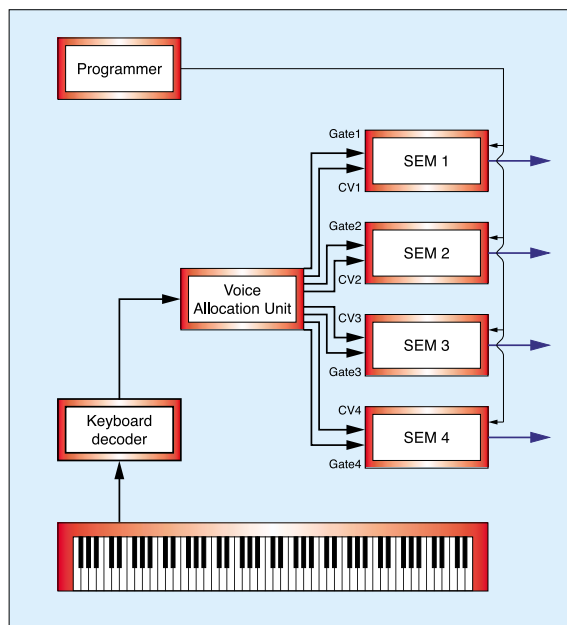 Programmer
Gate1
SEM 1
CV1
Gate2
SEM 2
CV2
Voice
Allocation Unit
CV3
SEM 3
Gate3
Keyboard
decoder
CV4
SEM 4
Gate4